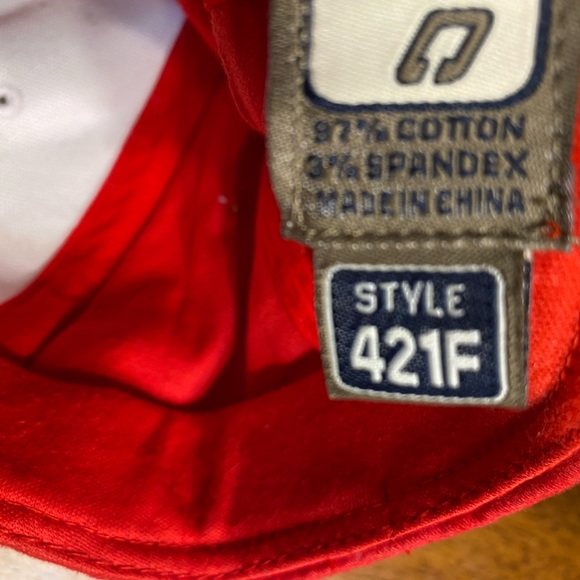 97% COTTON
3% SPANDEX
MADE IN CHINA
STYLE
421F